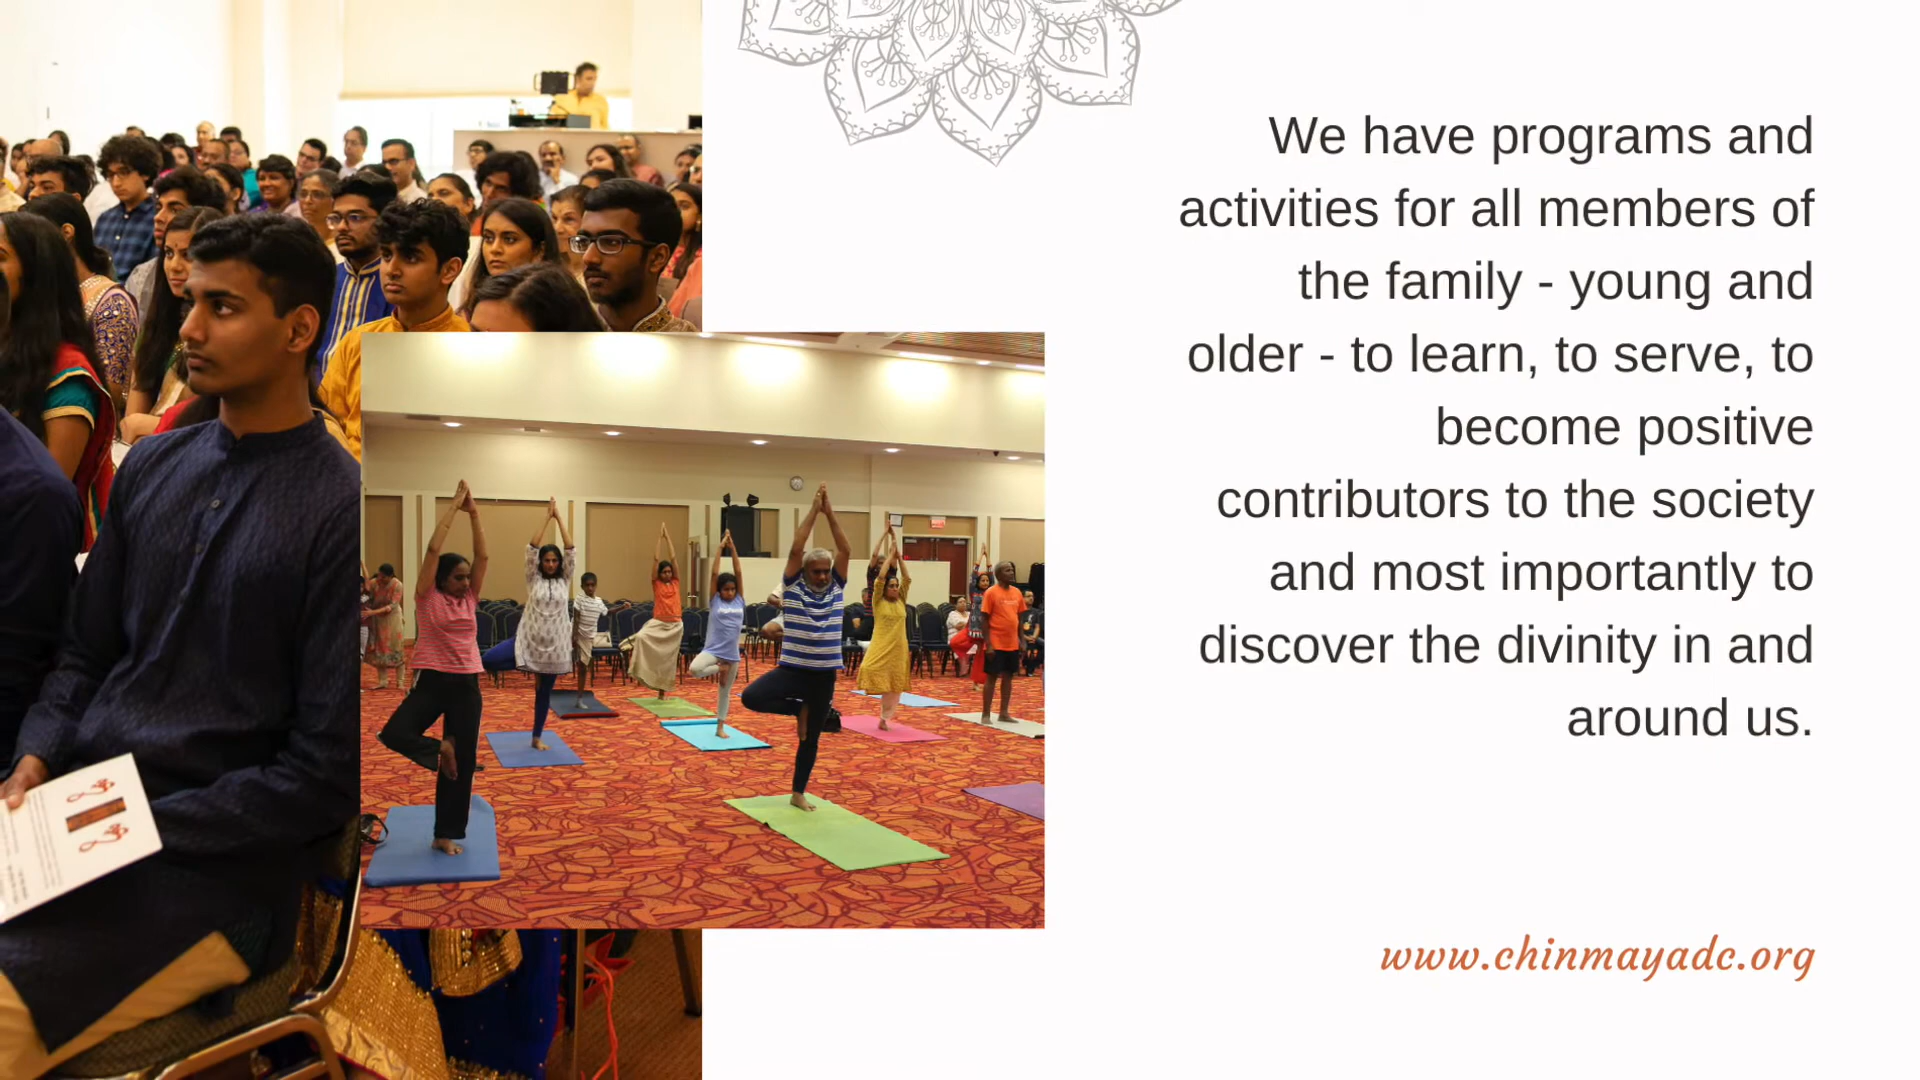 We have programs and
activities for all members of
the family - young and
older - to learn, to serve, to
become positive
contributors to the society
and most importantly to
discover the divinity in and
around us.
www.chinmayadc.org